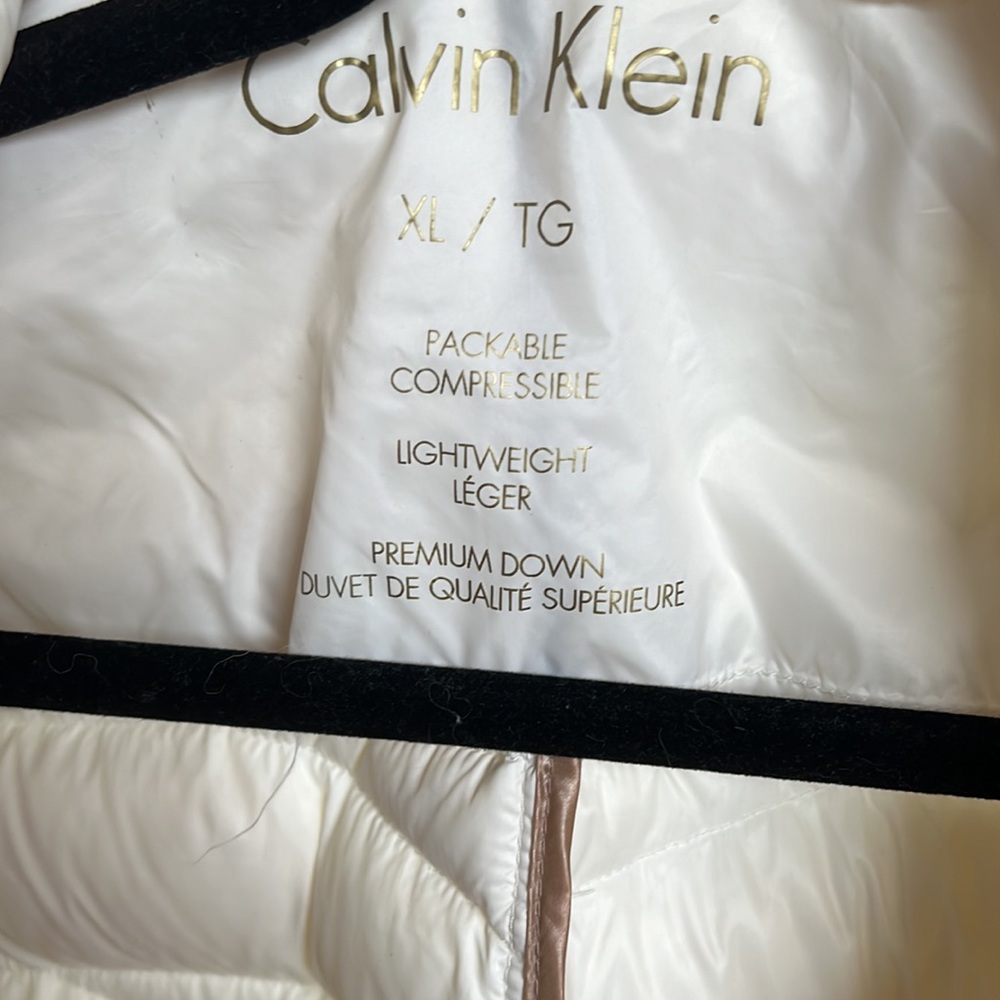 Calvin Klein
XL / TG
PACKABLE
COMPRESSIBLE
LIGHTWEIGHT
LÉGER
PREMIUM DOWN
DUVET DE QUALITÉ SUPÉRIEURE